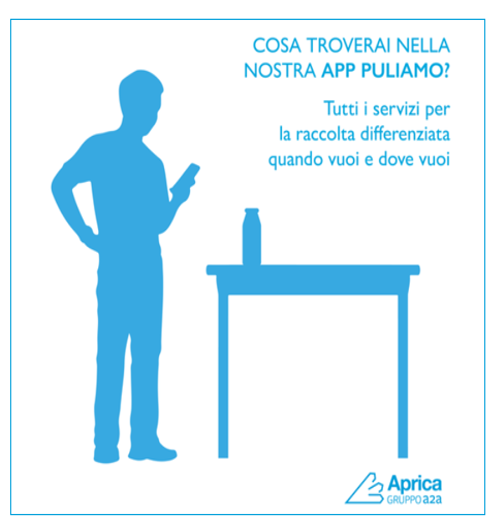 COSA TROVERAI NELLA
NOSTRA APP PULIAMO?
Tutti i servizi per
la raccolta differenziata
quando vuoi e dove vuoi
Aprica
GRUPPO a2a